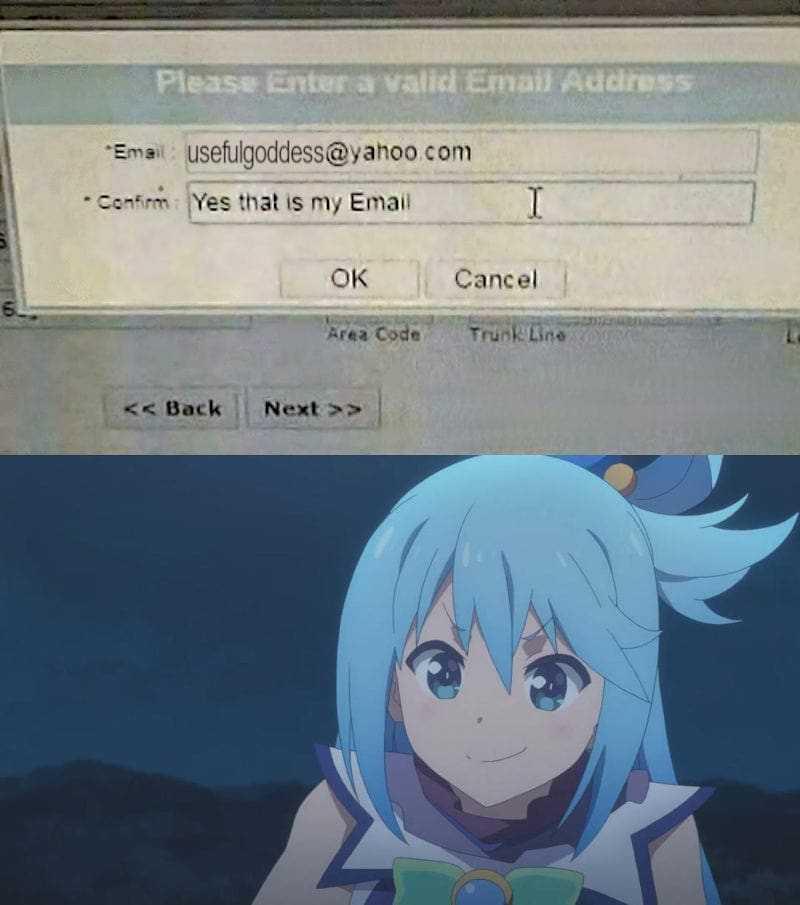 Please Enter a valid Email Address
*Email : usefulgoddess@yahoo.com
* Confirm : Yes that is my Email
OK Cancel
Area Code Trunk Line
<< Back Next >>